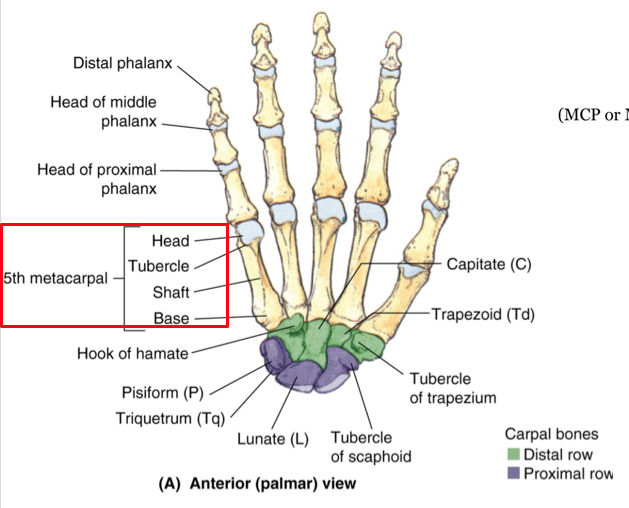 Distal phalanx
Head of middle
phalanx
(MCP or
Head of proximal
phalanx
5th metacarpal
Head
Tubercle
Shaft
Base
Capitate (C)
Trapezoid (Td)
Hook of hamate
Pisiform (P)
Triquetrum (Tq)
Lunate (L)
Tubercle
of scaphoid
Tubercle
of trapezium
Carpal bones
Distal row
Proximal row
(A) Anterior (palmar) view